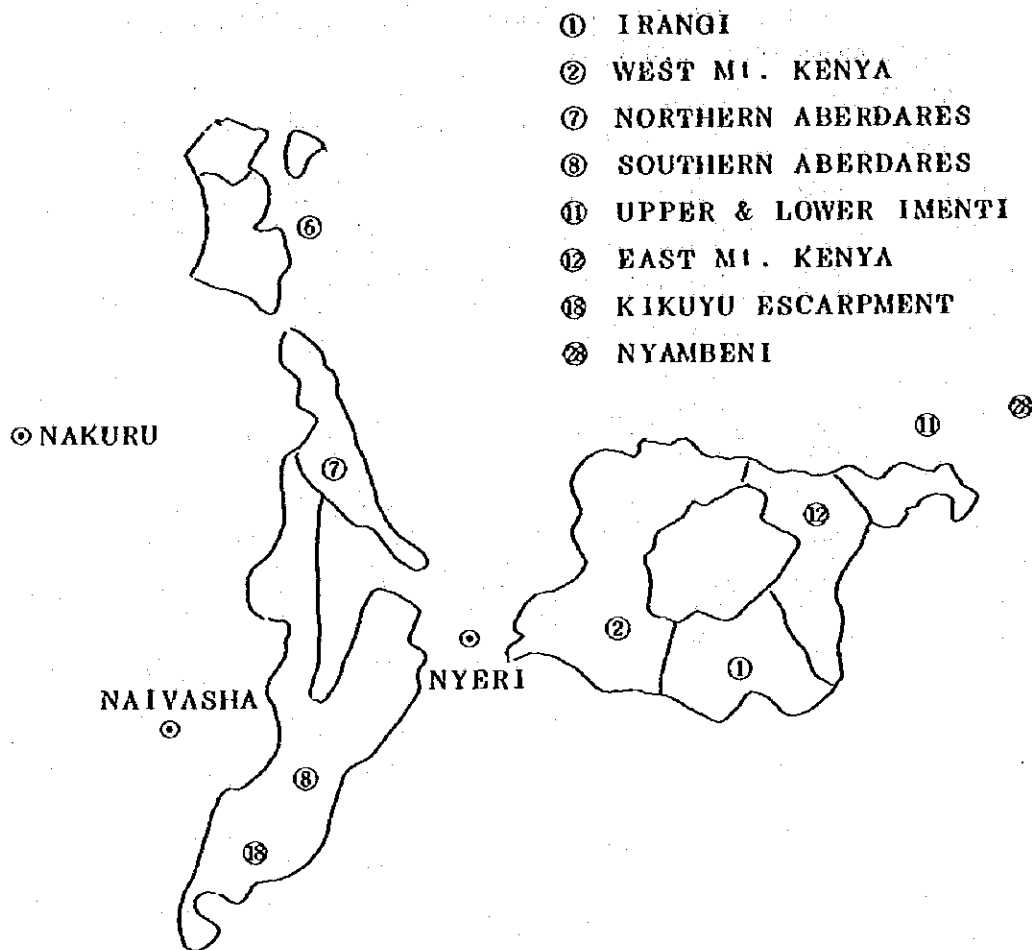 ① IRANGI
② WEST Mt. KENYA
⑦ NORTHERN ABERDARES
⑧ SOUTHERN ABERDARES
⑪ UPPER & LOWER IMENTI
⑫ EAST Mt. KENYA
⑱ KIKUYU ESCARPMENT
㉘ NYAMBENI
⑥
㉘
⑪
NAKURU
⑦
⑫
②
NYERI
①
NAIVASHA
⑧
⑱